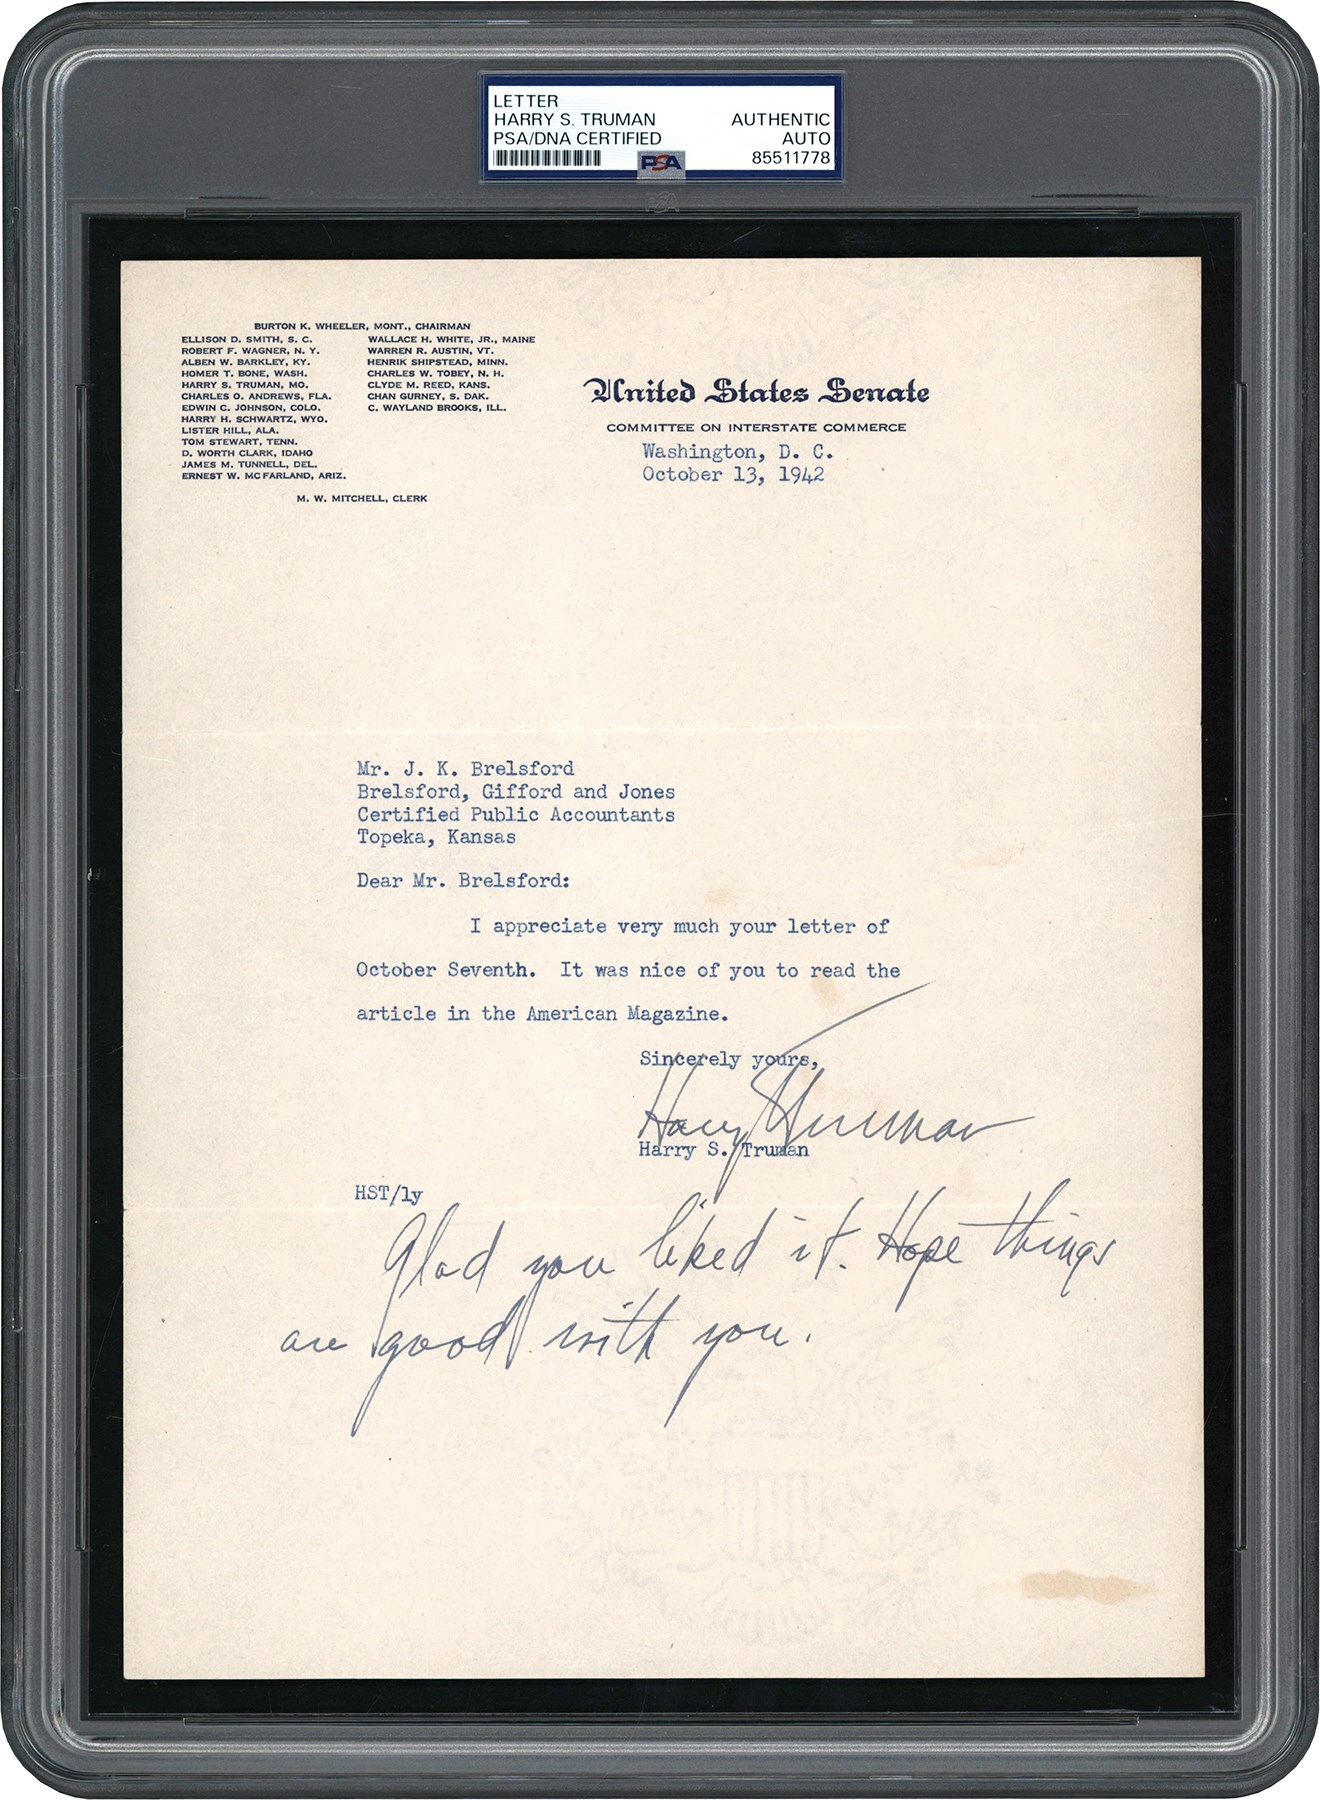 LETTER
HARRY S. TRUMAN
PSA/DNA CERTIFIED
AUTHENTIC
AUTO
85511778
PSA
BURTON K. WHEELER, MONT., CHAIRMAN
ELLISON D. SMITH, S. C.
ROBERT F. WAGNER, N. Y.
ALBEN W. BARKLEY, KY.
HOMER T. BONE, WASH.
HARRY S. TRUMAN, MO.
CHARLES O. ANDREWS, FLA.
EDWIN C. JOHNSON, COLO.
HARRY H. SCHWARTZ, WYO.
LISTER HILL, ALA.
TOM STEWART, TENN.
D. WORTH CLARK, IDAHO
JAMES M. TUNNELL, DEL.
ERNEST W. MCFARLAND, ARIZ.
WALLACE H. WHITE, JR., MAINE
WARREN R. AUSTIN, VT.
HENRIK SHIPSTEAD, MINN.
CHARLES W. TOBEY, N. H.
CLYDE M. REED, KANS.
CHAN GURNEY, S. DAK.
C. WAYLAND BROOKS, ILL.
M. W. MITCHELL, CLERK
United States Senate
COMMITTEE ON INTERSTATE COMMERCE
Washington, D. C.
October 13, 1942
Mr. J. K. Brelsford
Brelsford, Gifford and Jones
Certified Public Accountants
Topeka, Kansas
Dear Mr. Brelsford:
I appreciate very much your letter of
October Seventh. It was nice of you to read the
article in the American Magazine.
Sincerely yours,
Harry S Truman
Harry S. Truman
HST/ly
Glad you liked it. Hope things
are good with you.